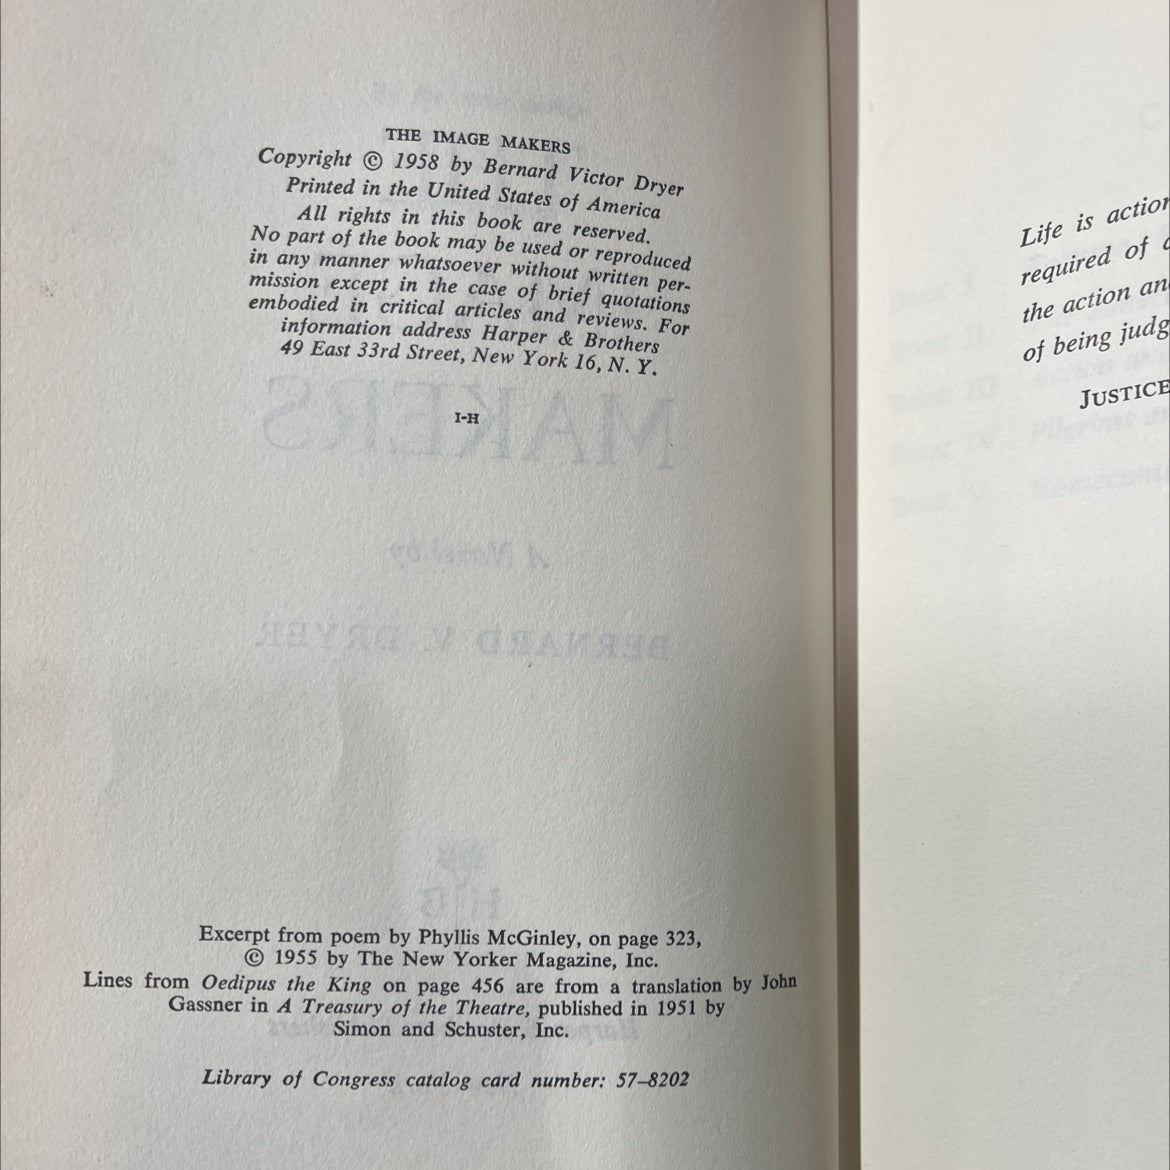 THE IMAGE MAKERS
Copyright © 1958 by Bernard Victor Dryer
Printed in the United States of America
All rights in this book are reserved.
No part of the book may be used or reproduced
in any manner whatsoever without written per-
mission except in the case of brief quotations
embodied in critical articles and reviews. For
information address Harper & Brothers
49 East 33rd Street, New York 16, N. Y.
I-H
MAKERS
A Novel by
BERNARD V. DRYER
H B
Excerpt from poem by Phyllis McGinley, on page 323,
© 1955 by The New Yorker Magazine, Inc.
Lines from Oedipus the King on page 456 are from a translation by John
Gassner in A Treasury of the Theatre, published in 1951 by
Simon and Schuster, Inc.
Library of Congress catalog card number: 57–8202
Life is action
required of
the action an
of being judg
JUSTICE